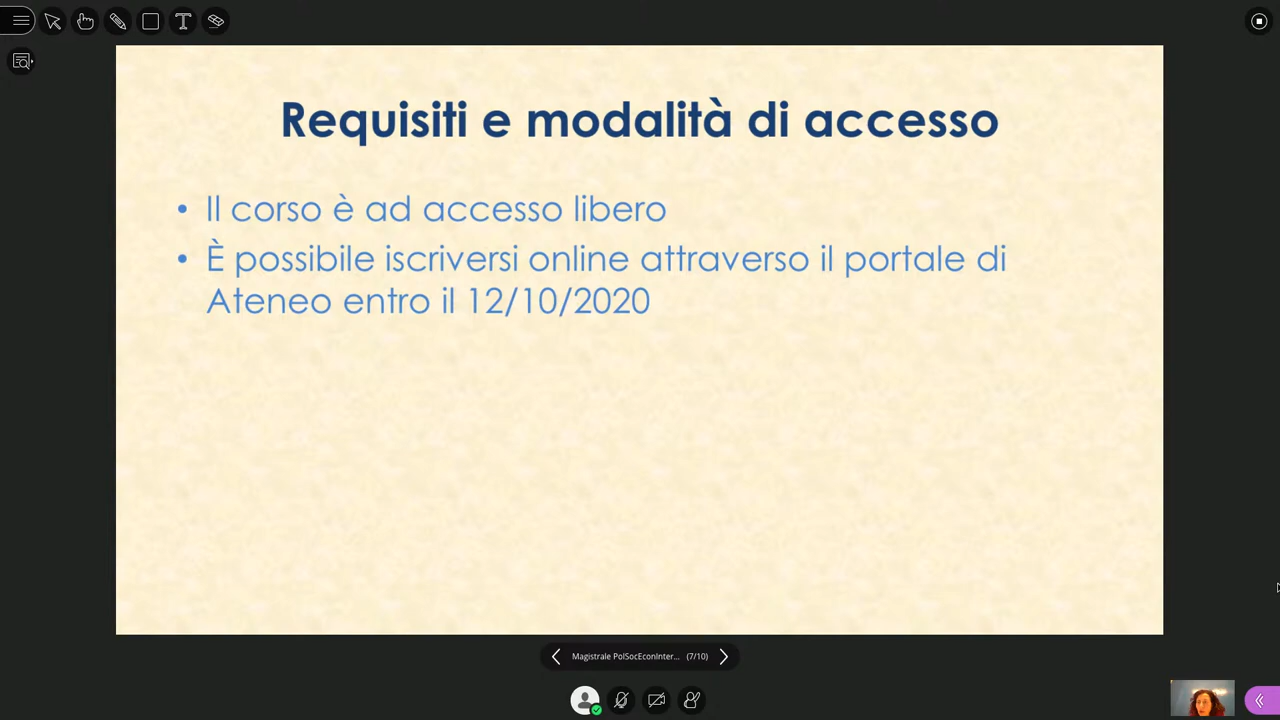 Requisiti e modalità di accesso
• Il corso è ad accesso libero
• È possibile iscriversi online attraverso il portale di
Ateneo entro il 12/10/2020
Magistrale PolSocEconInter... (7/10)